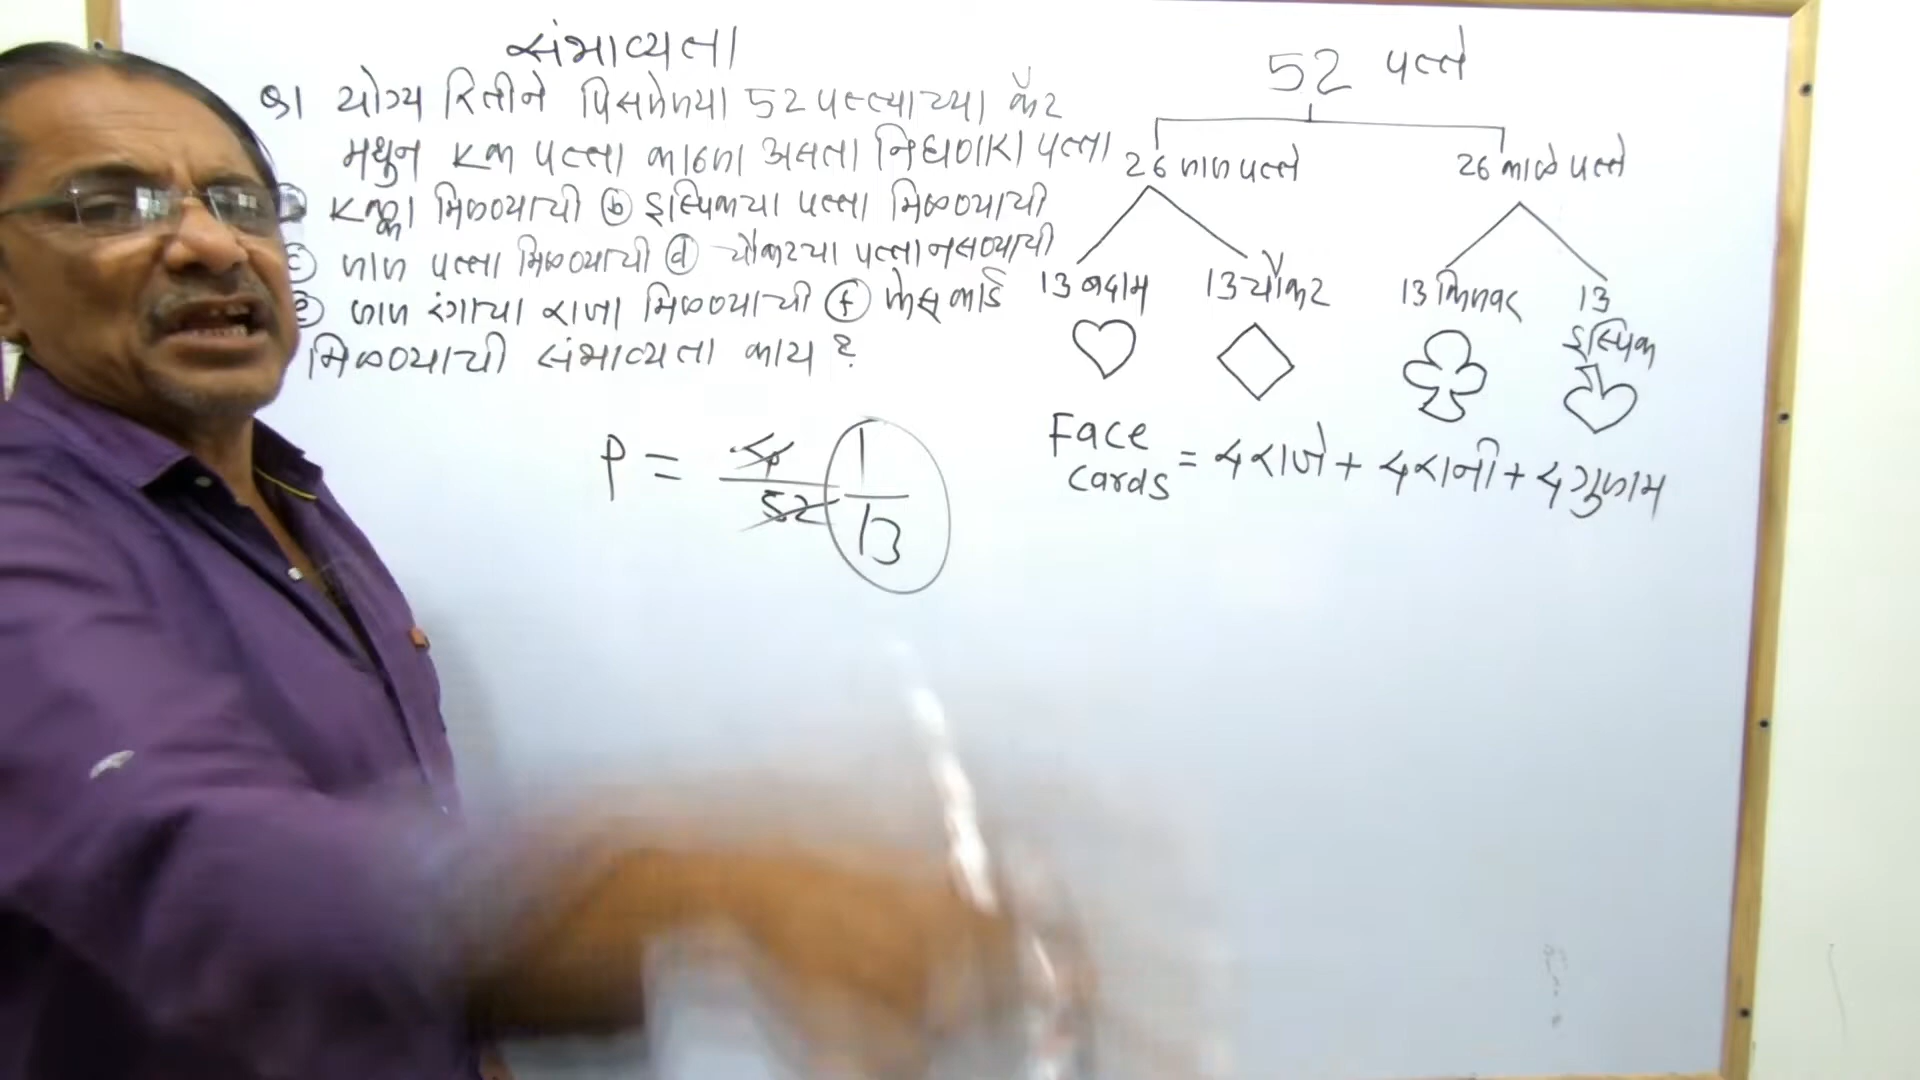 संभाव्यता
Q1 योग्य रितीने पिसलेल्या 52 पत्त्याच्या कॅट
मधुन एक पत्ता काढला असता निघणारा पत्ता
एक्का मिळण्याची ⓑ इस्पिकचा पत्ता मिळण्याची
ⓒ लाल पत्ता मिळण्याची ⓓ चौकटचा पत्ता नसण्याची
ⓔ लाल रंगाचा राजा मिळण्याची ⓕ फेस कार्ड
मिळण्याची संभाव्यता काय ?
P = 4/52 1/13
52 पत्ते
26 लाल पत्ते 26 काळे पत्ते
13 बदाम 13 चौकट 13 किलवर 13 इस्पिक
Face cards = 4 राजे + 4 रानी + 4 गुलाम